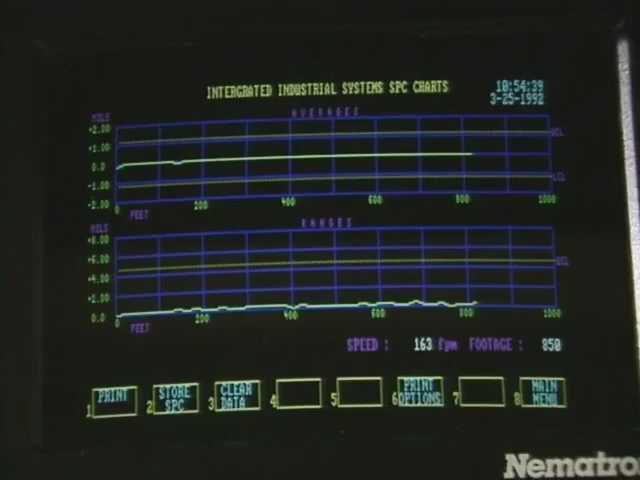 INTERGRATED INDUSTRIAL SYSTEMS SPC CHARTS
10:54:39
3-25-1992
AVERAGES
MILS
+2.00
+1.00
0.0
-1.00
-2.00
UCL
LCL
0 200 400 600 800 1000
FEET
RANGES
MILS
+8.00
+6.00
+4.00
+2.00
0.0
UCL
0 200 400 600 800 1000
FEET
SPEED : 163 fpm FOOTAGE : 850
1 PRINT
2 STORE SPC
3 CLEAR DATA
4
5
6 PRINT OPTIONS
7
8 MAIN MENU
Nematro